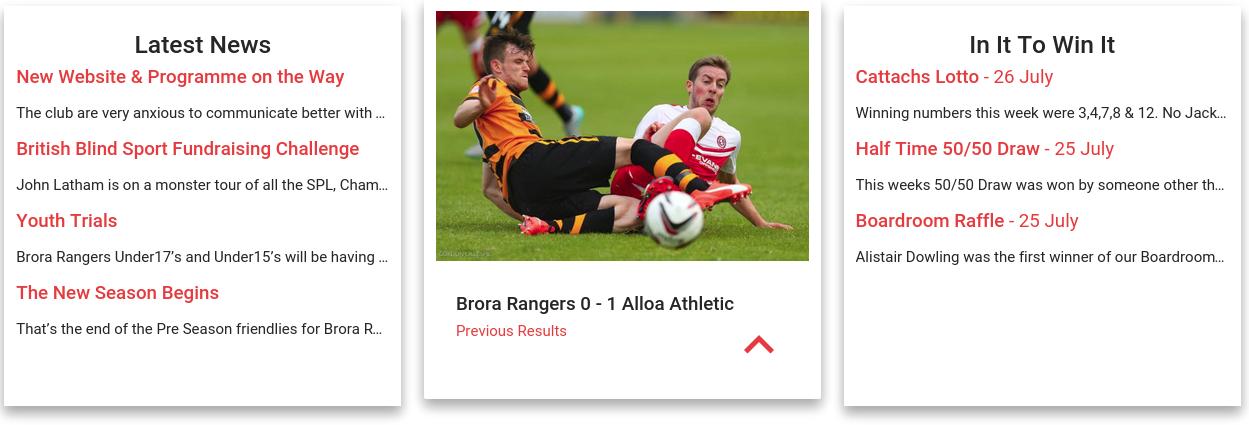 Latest News
New Website & Programme on the Way
The club are very anxious to communicate better with ...
British Blind Sport Fundraising Challenge
John Latham is on a monster tour of all the SPL, Cham...
Youth Trials
Brora Rangers Under17’s and Under15’s will be having ...
The New Season Begins
That’s the end of the Pre Season friendlies for Brora R...
Brora Rangers 0 - 1 Alloa Athletic
Previous Results
In It To Win It
Cattachs Lotto - 26 July
Winning numbers this week were 3,4,7,8 & 12. No Jack...
Half Time 50/50 Draw - 25 July
This weeks 50/50 Draw was won by someone other th...
Boardroom Raffle - 25 July
Alistair Dowling was the first winner of our Boardroom...